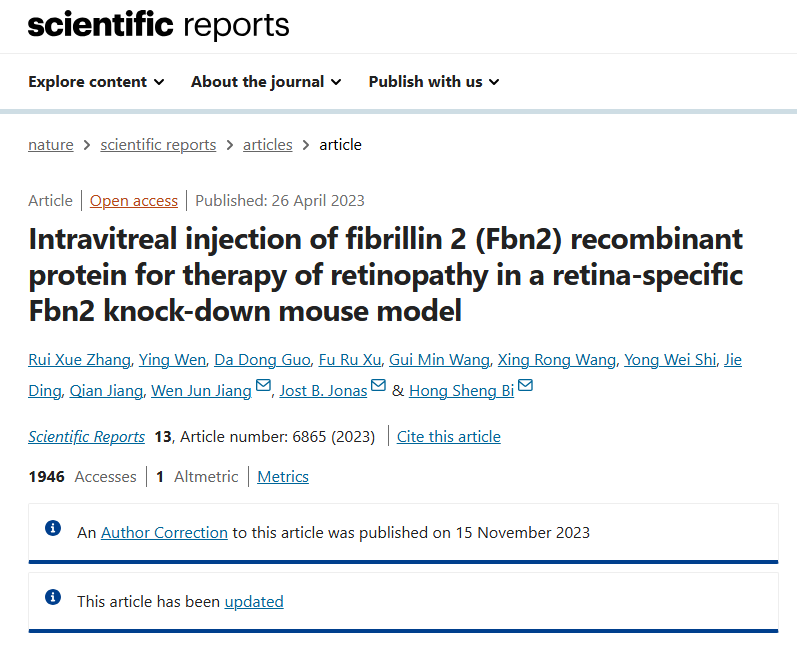 scientific reports
Explore content About the journal Publish with us
nature > scientific reports > articles > article
Article | Open access | Published: 26 April 2023
Intravitreal injection of fibrillin 2 (Fbn2) recombinant
protein for therapy of retinopathy in a retina-specific
Fbn2 knock-down mouse model
Rui Xue Zhang, Ying Wen, Da Dong Guo, Fu Ru Xu, Gui Min Wang, Xing Rong Wang, Yong Wei Shi, Jie
Ding, Qian Jiang, Wen Jun Jiang, Jost B. Jonas & Hong Sheng Bi
Scientific Reports 13, Article number: 6865 (2023) | Cite this article
1946 Accesses | 1 Altmetric | Metrics
An Author Correction to this article was published on 15 November 2023
This article has been updated